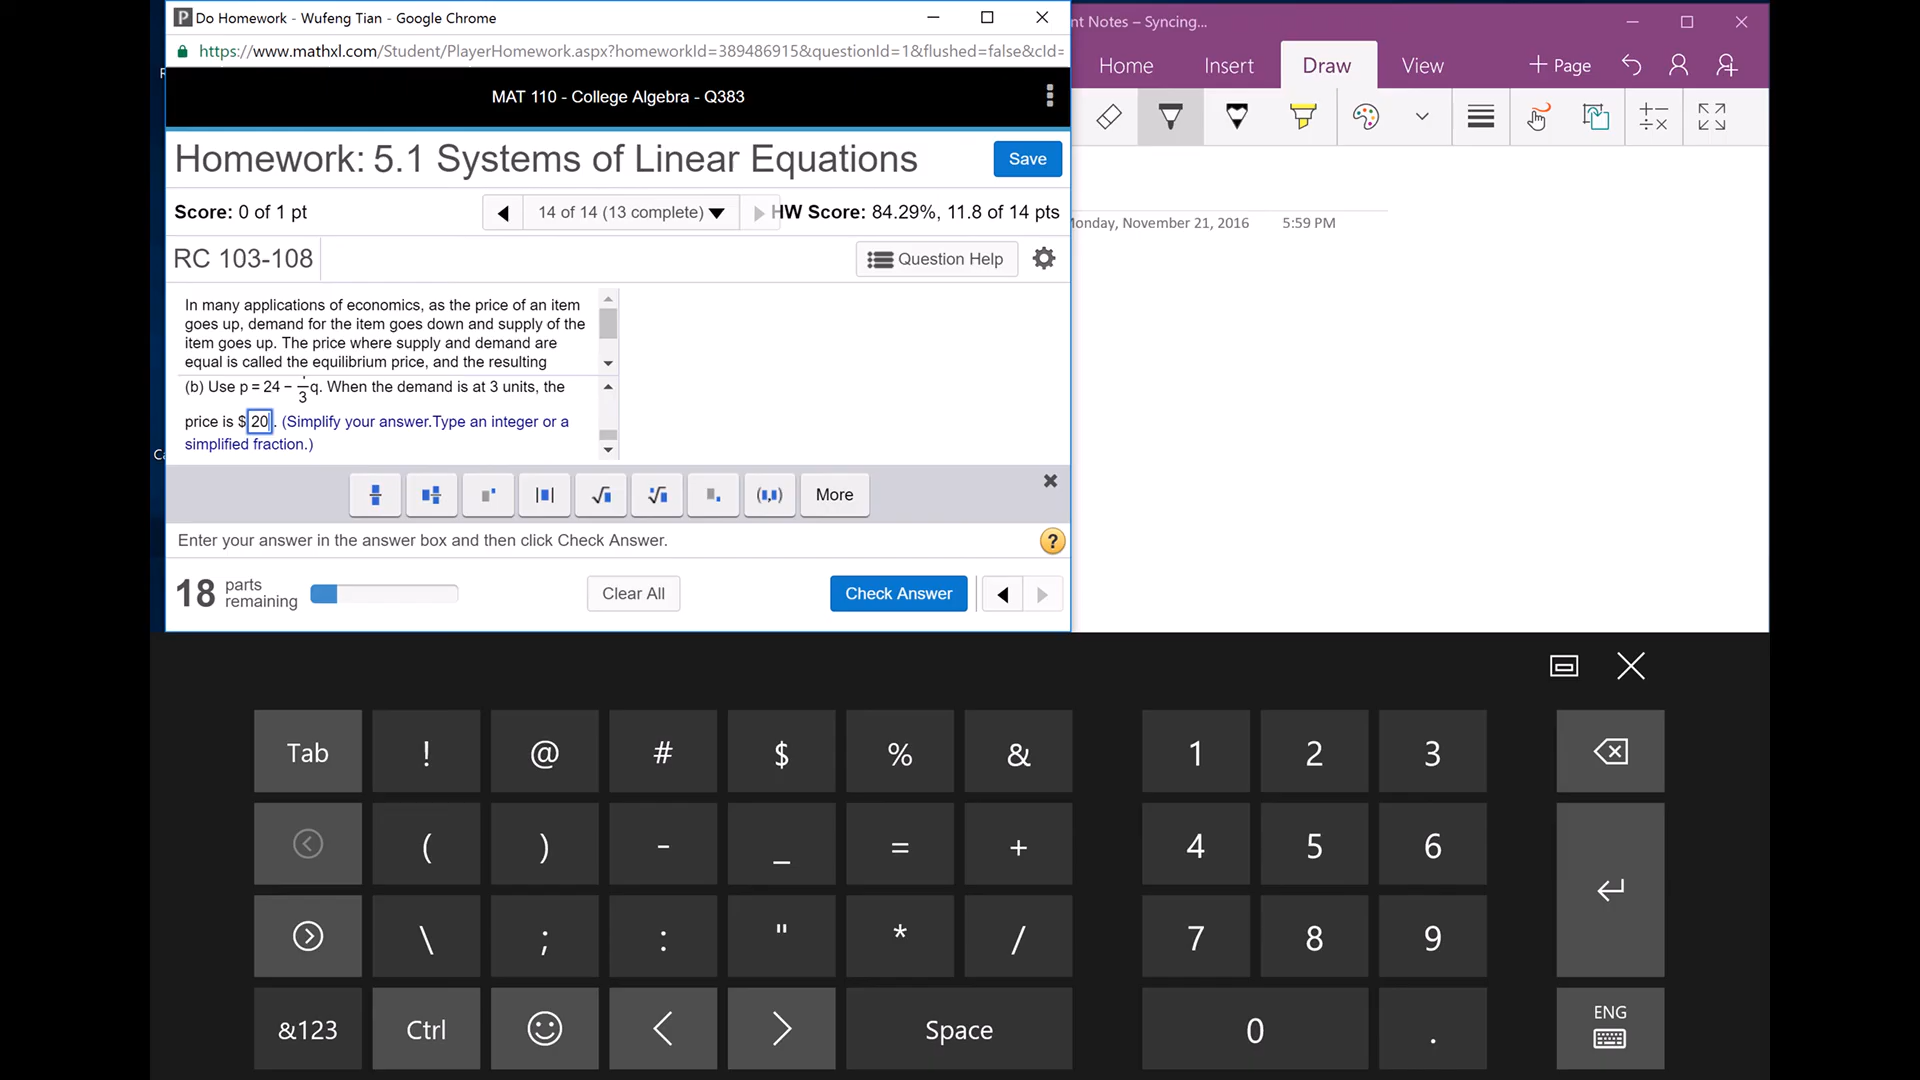 Do Homework - Wufeng Tian - Google Chrome
https://www.mathxl.com/Student/PlayerHomework.aspx?homeworkId=389486915&questionId=1&flushed=false&cId=
MAT 110 - College Algebra - Q383
Homework: 5.1 Systems of Linear Equations
Save
Score: 0 of 1 pt
14 of 14 (13 complete)
HW Score: 84.29%, 11.8 of 14 pts
RC 103-108
Question Help
In many applications of economics, as the price of an item
goes up, demand for the item goes down and supply of the
item goes up. The price where supply and demand are
equal is called the equilibrium price, and the resulting
(b) Use p = 24 − /3 q. When the demand is at 3 units, the
price is $ 20 . (Simplify your answer.Type an integer or a
simplified fraction.)
More
Enter your answer in the answer box and then click Check Answer.
?
18 parts remaining
Clear All
Check Answer
nt Notes – Syncing...
Home Insert Draw View
+ Page
Monday, November 21, 2016 5:59 PM
Tab ! @ # $ % & 1 2 3
( ) - _ = + 4 5 6
\ ; : " * / 7 8 9
&123 Ctrl < > Space 0 . ENG